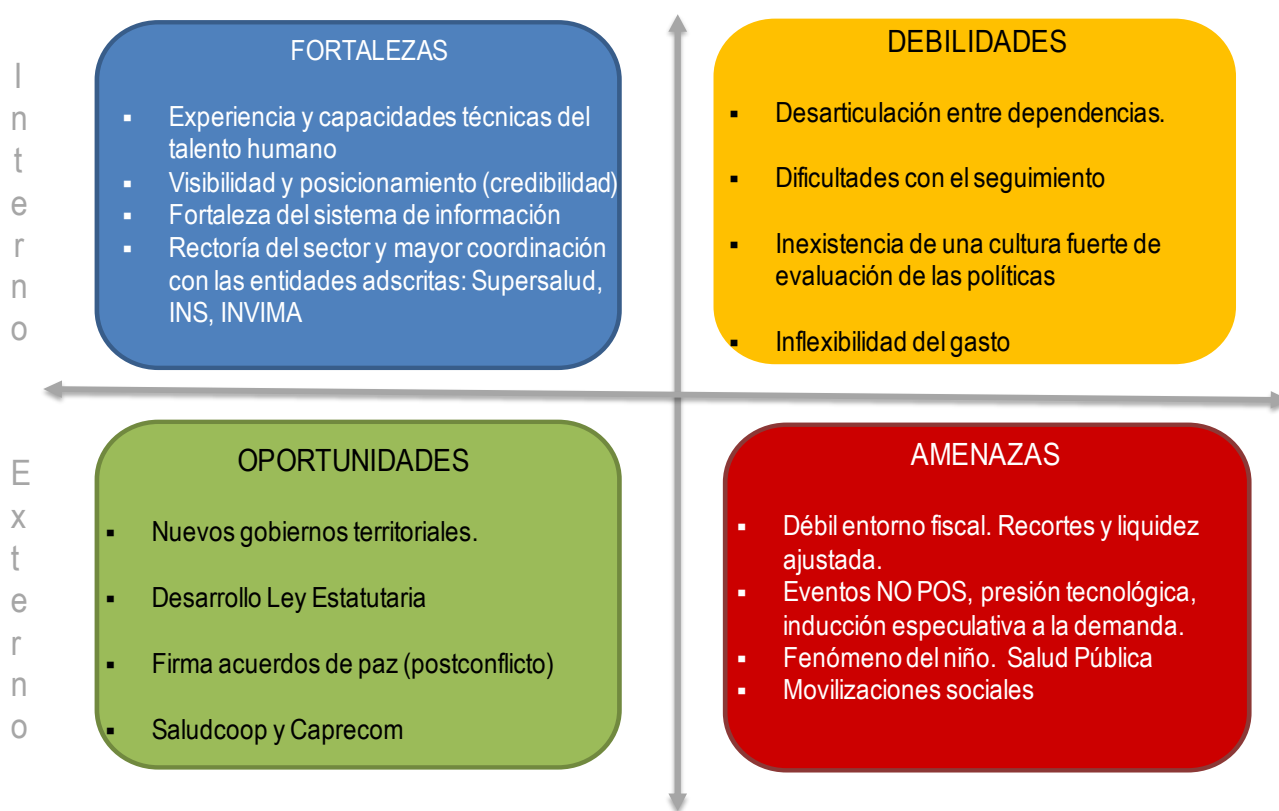 Interno
FORTALEZAS
▪ Experiencia y capacidades técnicas del
talento humano
▪ Visibilidad y posicionamiento (credibilidad)
▪ Fortaleza del sistema de información
▪ Rectoría del sector y mayor coordinación
con las entidades adscritas: Supersalud,
INS, INVIMA
DEBILIDADES
▪ Desarticulación entre dependencias.
▪ Dificultades con el seguimiento
▪ Inexistencia de una cultura fuerte de
evaluación de las políticas
▪ Inflexibilidad del gasto
Externo
OPORTUNIDADES
▪ Nuevos gobiernos territoriales.
▪ Desarrollo Ley Estatutaria
▪ Firma acuerdos de paz (postconflicto)
▪ Saludcoop y Caprecom
AMENAZAS
▪ Débil entorno fiscal. Recortes y liquidez
ajustada.
▪ Eventos NO POS, presión tecnológica,
inducción especulativa a la demanda.
▪ Fenómeno del niño. Salud Pública
▪ Movilizaciones sociales